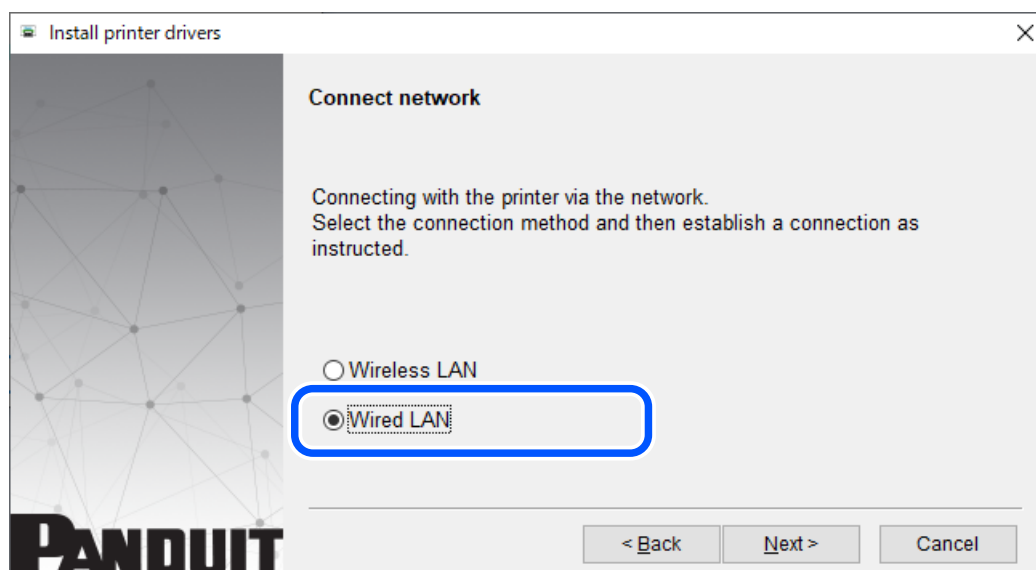 Install printer drivers
Connect network
Connecting with the printer via the network.
Select the connection method and then establish a connection as
instructed.
Wireless LAN
Wired LAN
PANDUIT
< Back
Next >
Cancel